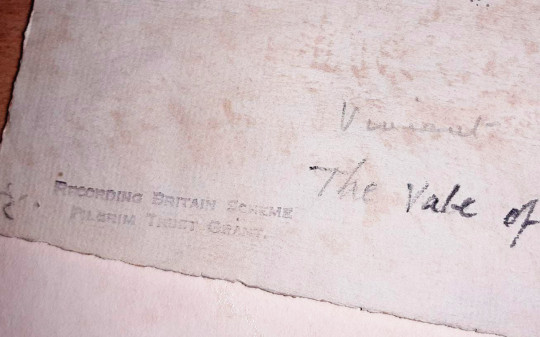 The Vale of
RECORDING BRITAIN SCHEME
PILGRIM TRUST GRANT.